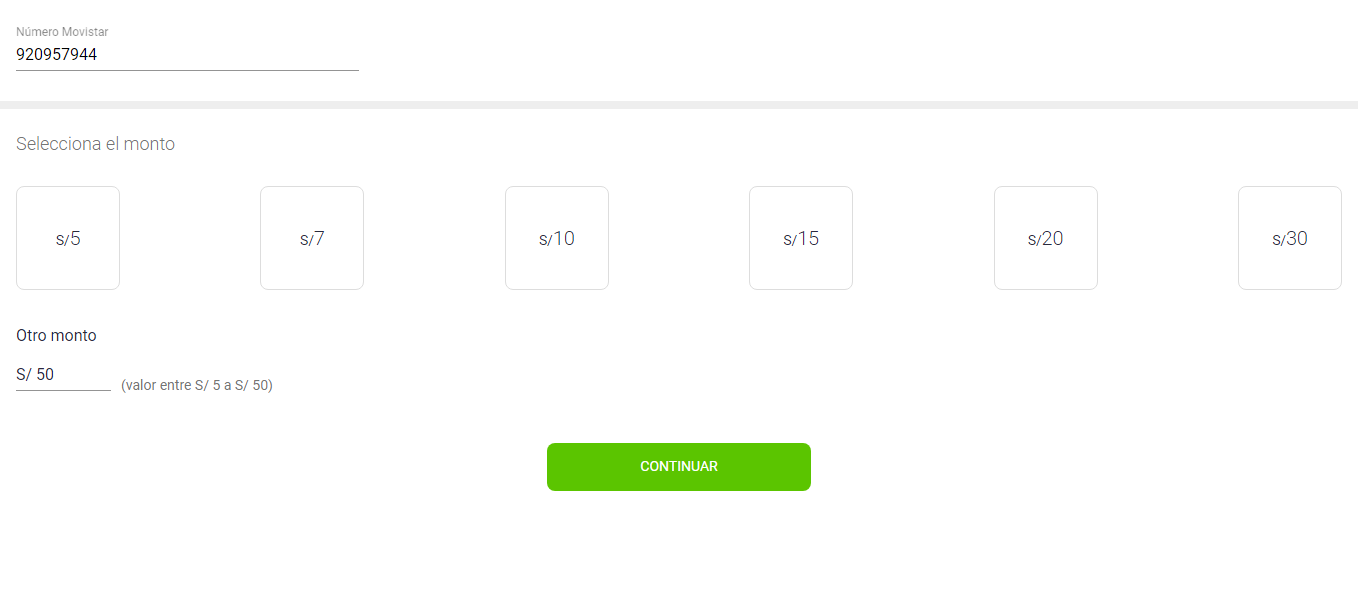 Número Movistar
920957944
Selecciona el monto
s/5
s/7
s/10
s/15
s/20
s/30
Otro monto
S/ 50
(valor entre S/ 5 a S/ 50)
CONTINUAR